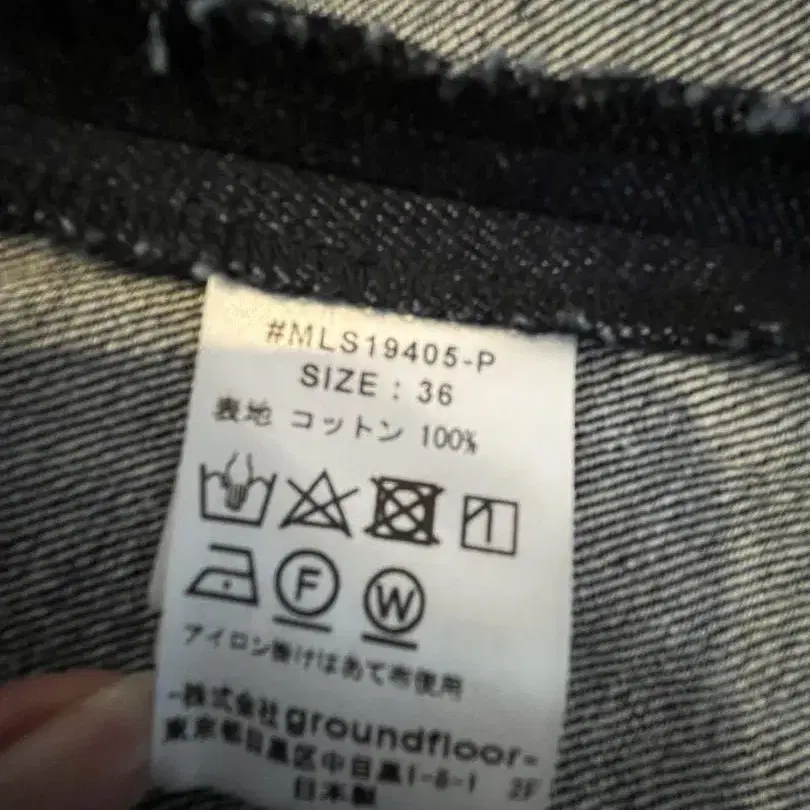 #MLS19405-P
SIZE : 36
表地 コットン 100%
F W
アイロン掛けはあて布使用
-株式会社groundfloor-
東京都目黒区中目黒1-8-1 2F
日本製